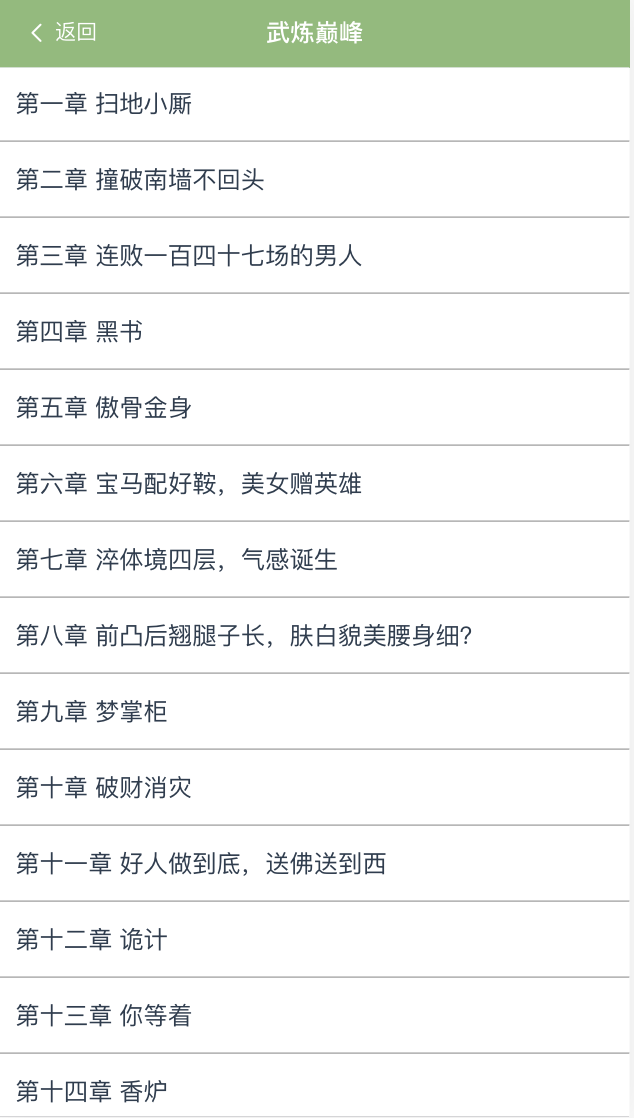 返回
武炼巅峰
第一章 扫地小厮
第二章 撞破南墙不回头
第三章 连败一百四十七场的男人
第四章 黑书
第五章 傲骨金身
第六章 宝马配好鞍，美女赠英雄
第七章 淬体境四层，气感诞生
第八章 前凸后翘腿子长，肤白貌美腰身细?
第九章 梦掌柜
第十章 破财消灾
第十一章 好人做到底，送佛送到西
第十二章 诡计
第十三章 你等着
第十四章 香炉